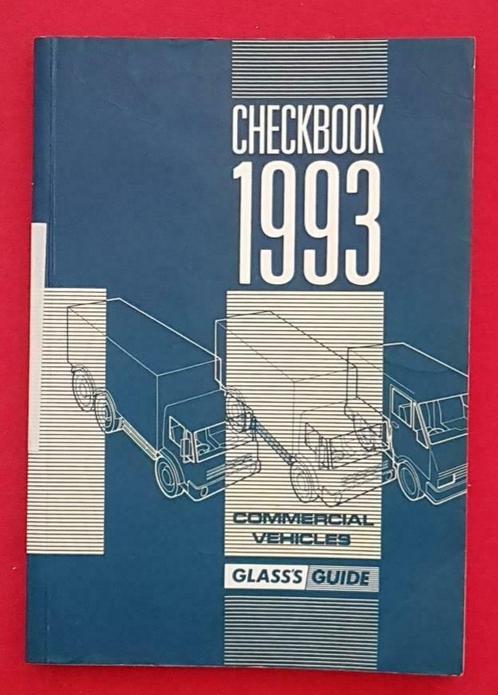 CHECKBOOK
1993
COMMERCIAL
VEHICLES
GLASS'S GUIDE